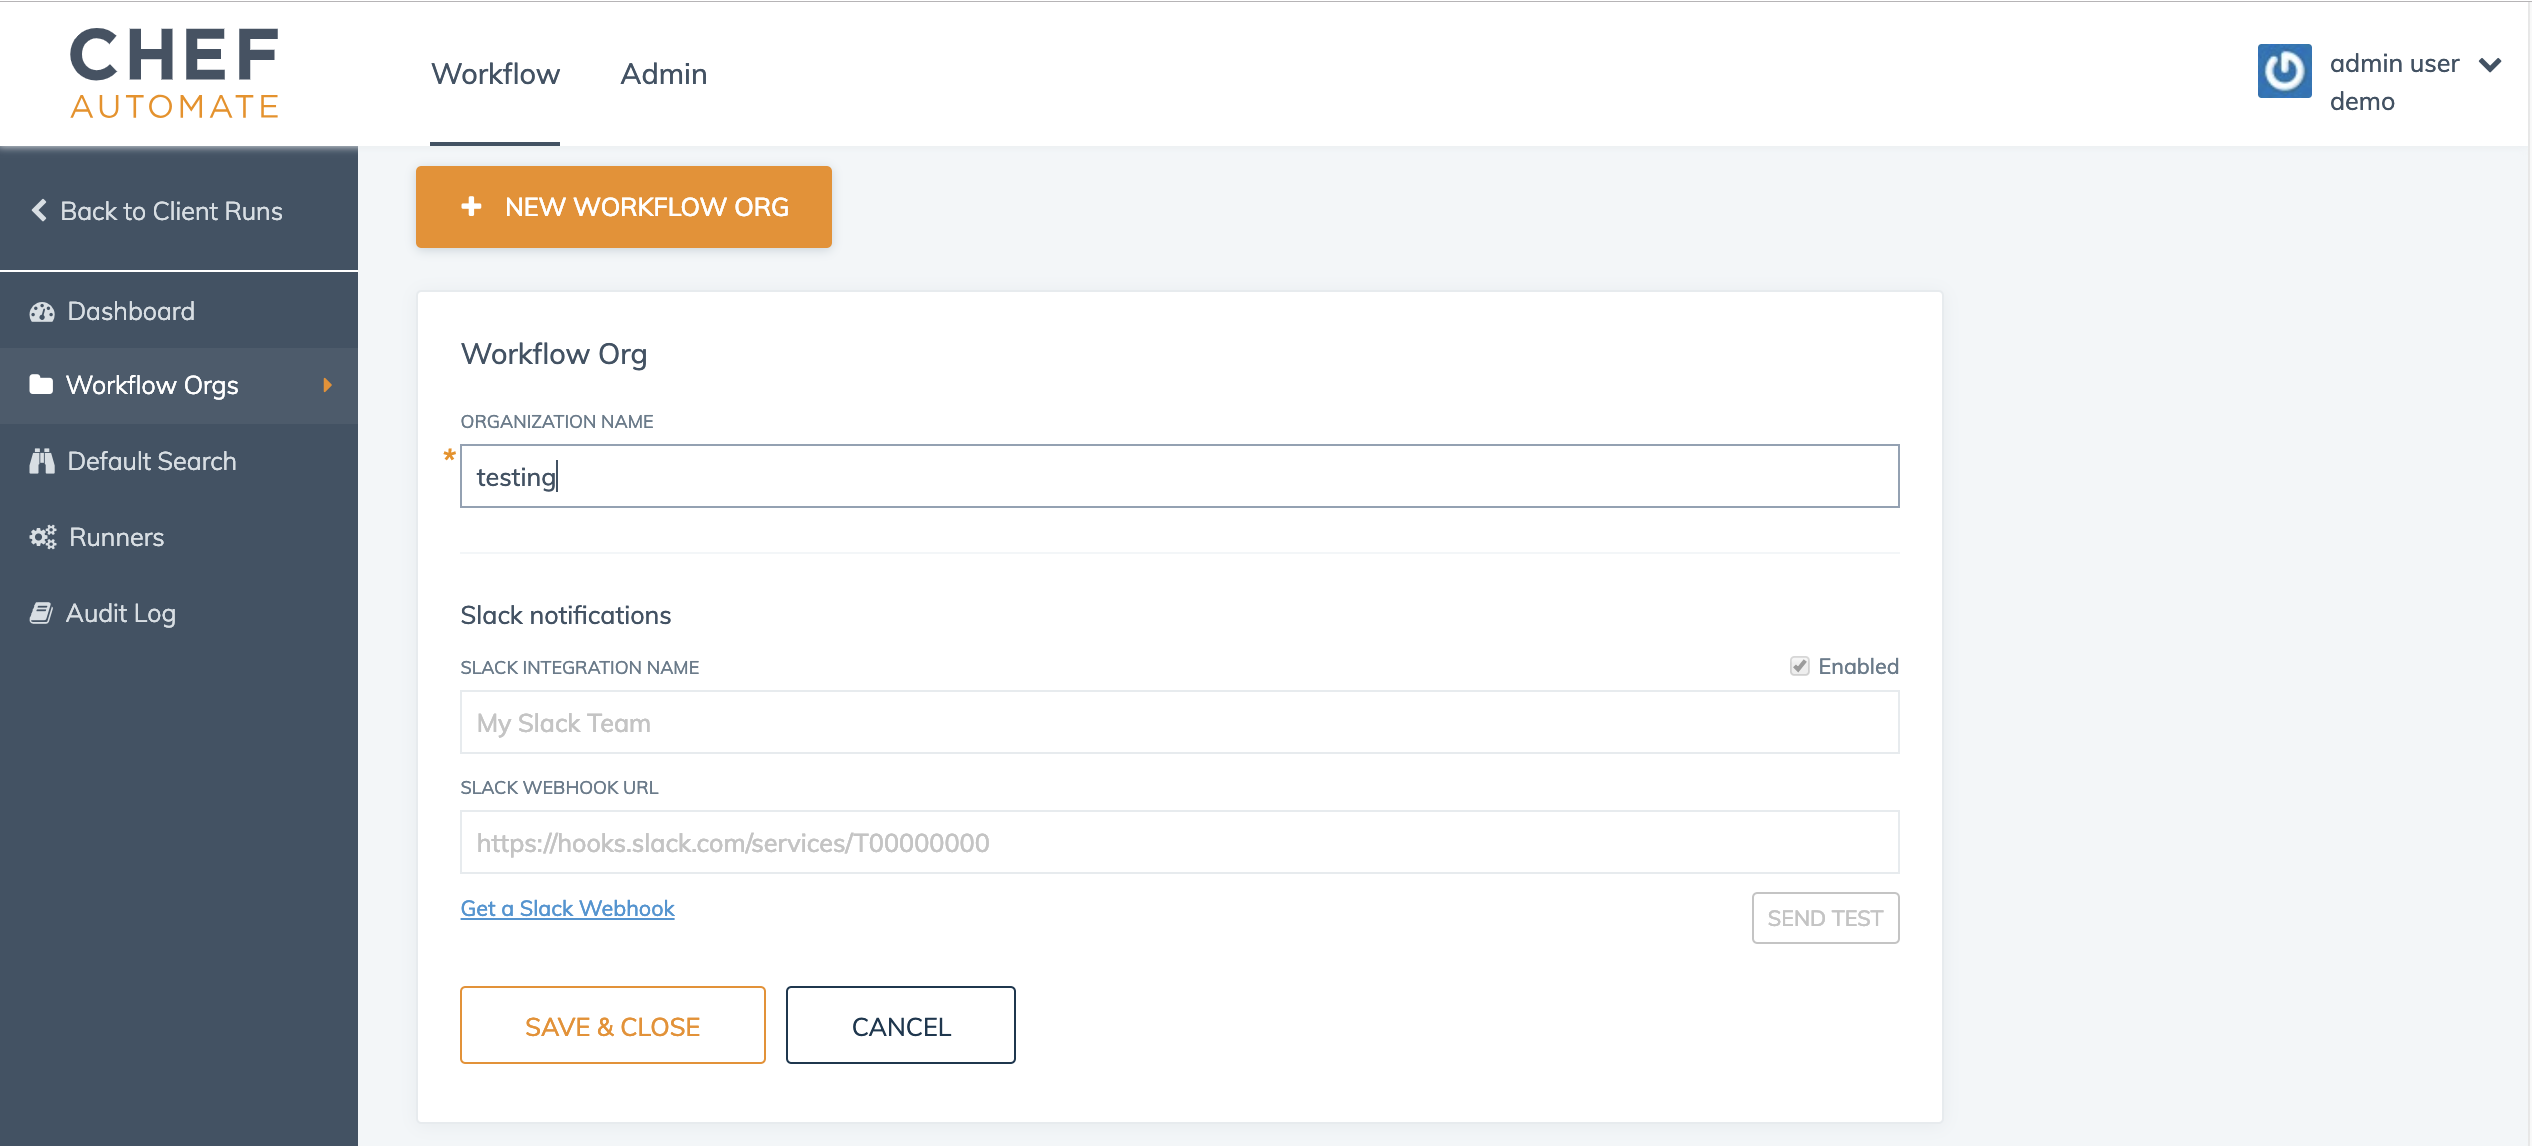 CHEF
AUTOMATE
Workflow
Admin
admin user
demo
Back to Client Runs
Dashboard
Workflow Orgs
Default Search
Runners
Audit Log
+ NEW WORKFLOW ORG
Workflow Org
ORGANIZATION NAME
*
testing
Slack notifications
SLACK INTEGRATION NAME
Enabled
My Slack Team
SLACK WEBHOOK URL
https://hooks.slack.com/services/T00000000
Get a Slack Webhook
SEND TEST
SAVE & CLOSE
CANCEL